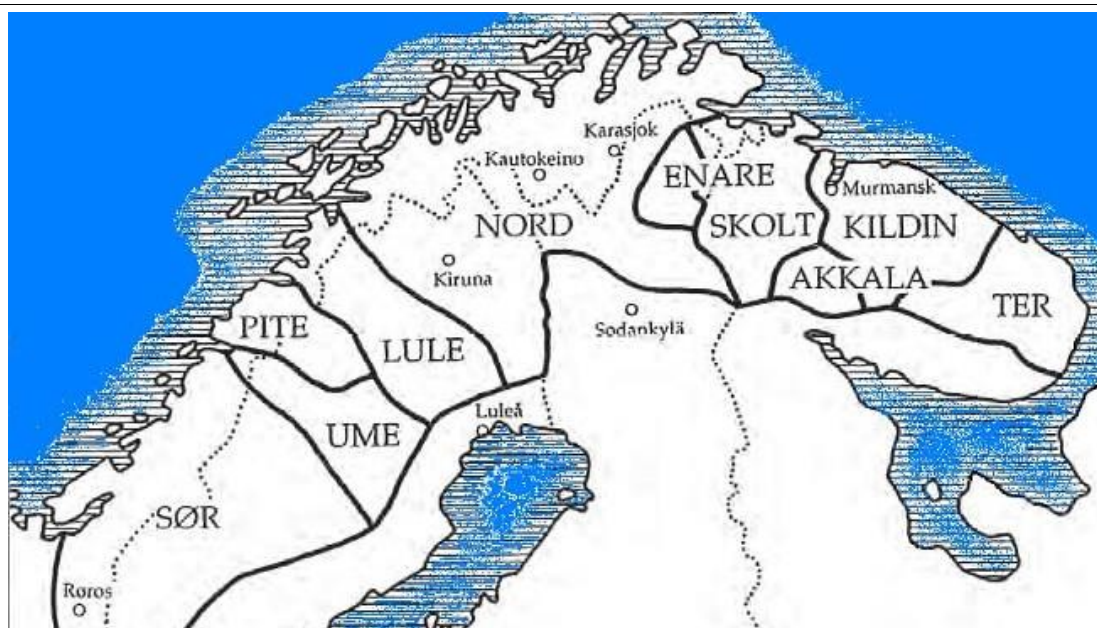 Karasjok
Kautokeino
ENARE
Murmansk
NORD
SKOLT
KILDIN
Kiruna
AKKALA
TER
PITE
Sodankylä
LULE
Luleå
UME
SØR
Røros